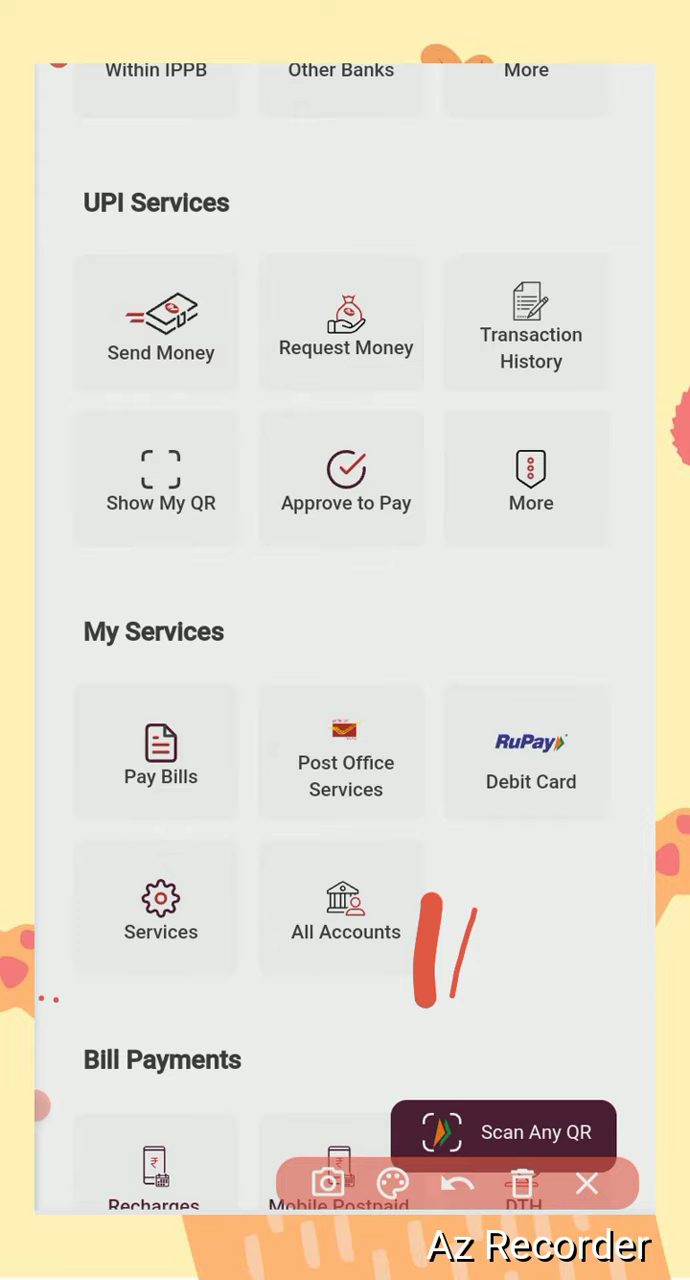 Within IPPB
Other Banks
More
UPI Services
Send Money
Request Money
Transaction
History
Show My QR
Approve to Pay
More
My Services
Pay Bills
Post Office
Services
RuPay
Debit Card
Services
All Accounts
Bill Payments
Scan Any QR
Recharges
Mobile Postpaid
DTH
Az Recorder